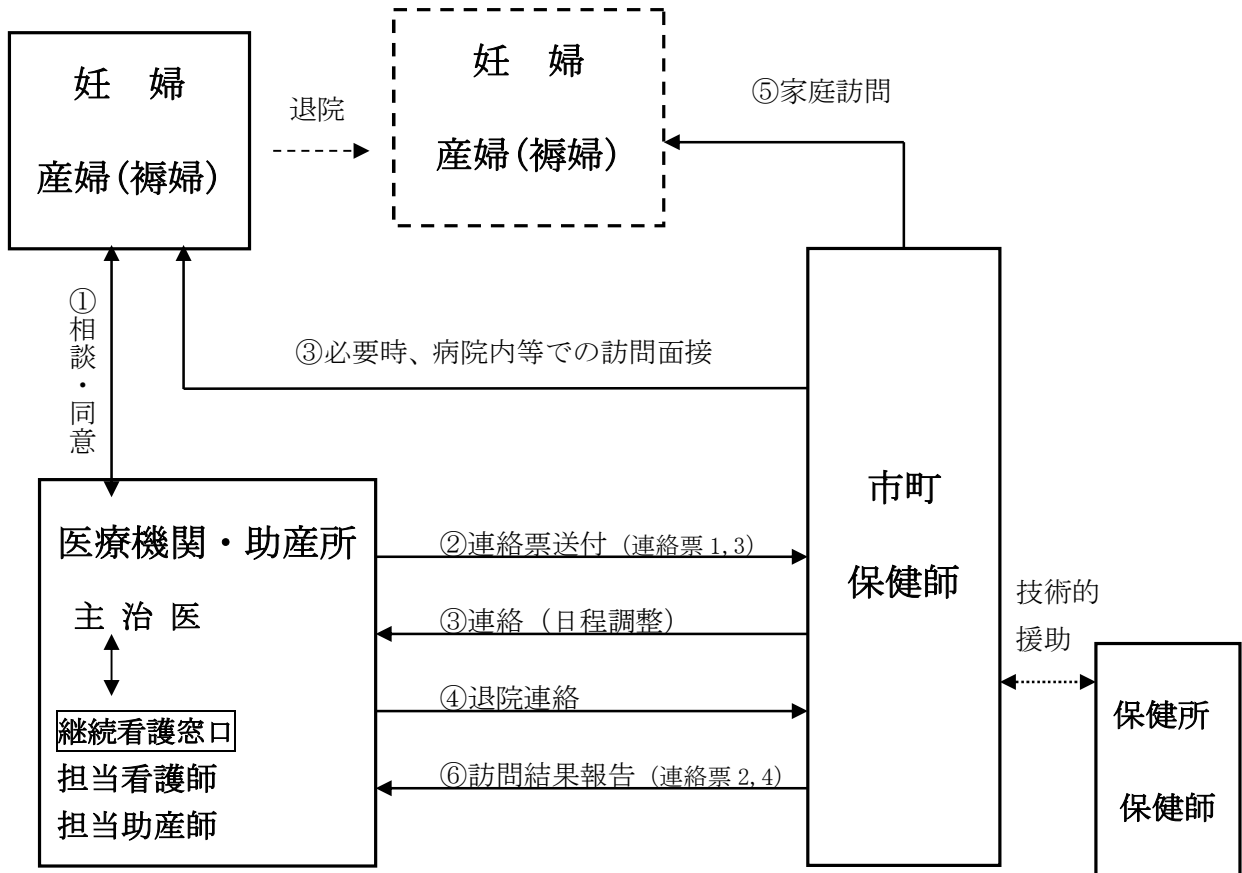 妊　婦
産婦(褥婦)
退院
妊　婦
産婦(褥婦)
⑤家庭訪問
①相談・同意
③必要時、病院内等での訪問面接
医療機関・助産所
主 治 医
継続看護窓口
担当看護師
担当助産師
②連絡票送付（連絡票 1,3）
③連絡（日程調整）
④退院連絡
⑥訪問結果報告（連絡票 2,4）
市町
保健師
技術的
援助
保健所
保健師